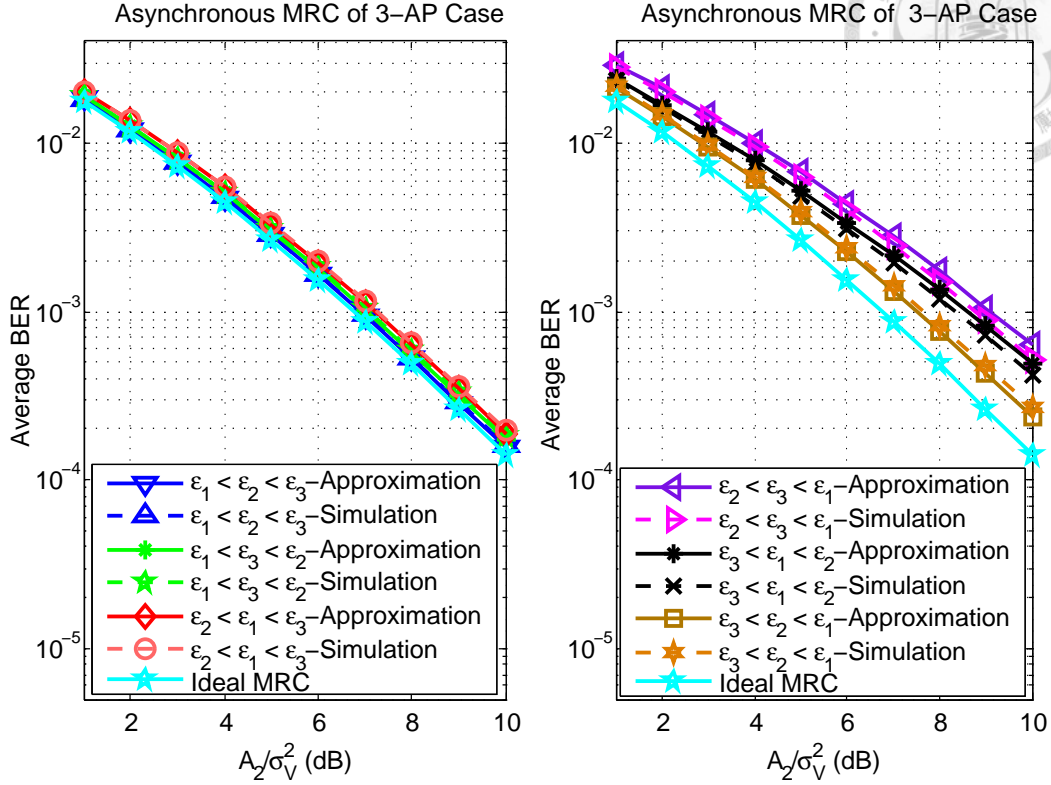 Asynchronous MRC of 3−AP Case
Average BER
10⁻²
10⁻³
10⁻⁴
10⁻⁵
ε₁ < ε₂ < ε₃−Approximation
ε₁ < ε₂ < ε₃−Simulation
ε₁ < ε₃ < ε₂−Approximation
ε₁ < ε₃ < ε₂−Simulation
ε₂ < ε₁ < ε₃−Approximation
ε₂ < ε₁ < ε₃−Simulation
Ideal MRC
2 4 6 8 10
A₂/σ²_V (dB)
Asynchronous MRC of 3−AP Case
Average BER
10⁻²
10⁻³
10⁻⁴
10⁻⁵
ε₂ < ε₃ < ε₁−Approximation
ε₂ < ε₃ < ε₁−Simulation
ε₃ < ε₁ < ε₂−Approximation
ε₃ < ε₁ < ε₂−Simulation
ε₃ < ε₂ < ε₁−Approximation
ε₃ < ε₂ < ε₁−Simulation
Ideal MRC
2 4 6 8 10
A₂/σ²_V (dB)